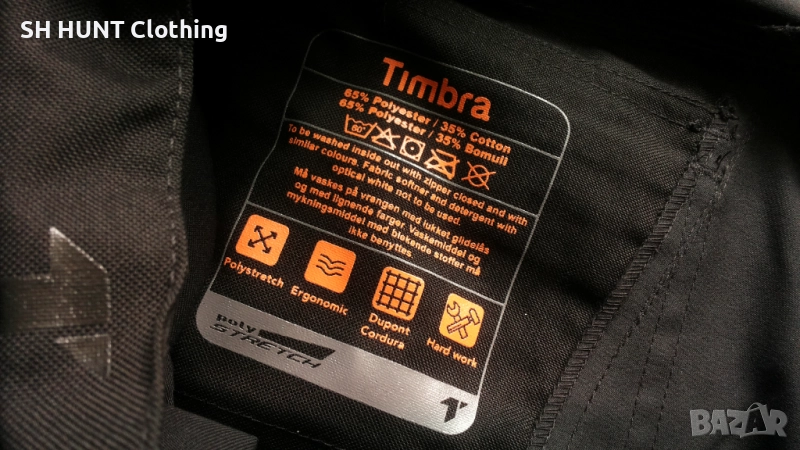 SH HUNT Clothing
Timbra
65% Polyester / 35% Cotton
65% Polyester / 35% Bomull
60°
To be washed inside out with zipper closed and with
similar colours. Fabric softner and detergent with
optical white not to be used.
Må vaskes på vrangen med lukket glidelås
og med lignende farger. Vaskemiddel og
mykningsmiddel med blekende stoffer må
ikke benyttes.
Polystretch
Ergonomic
Dupont
Cordura
Hard work
poly
STRETCH
BAZAR